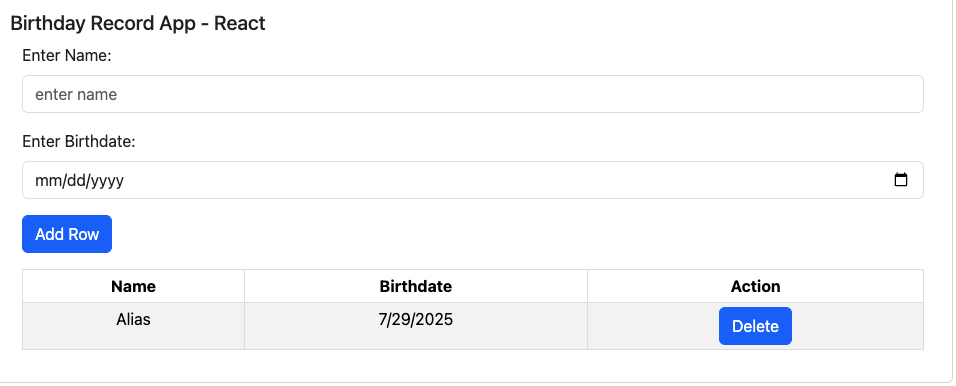 Birthday Record App - React
Enter Name:
enter name
Enter Birthdate:
mm/dd/yyyy
Add Row
Name Birthdate Action
Alias 7/29/2025 Delete